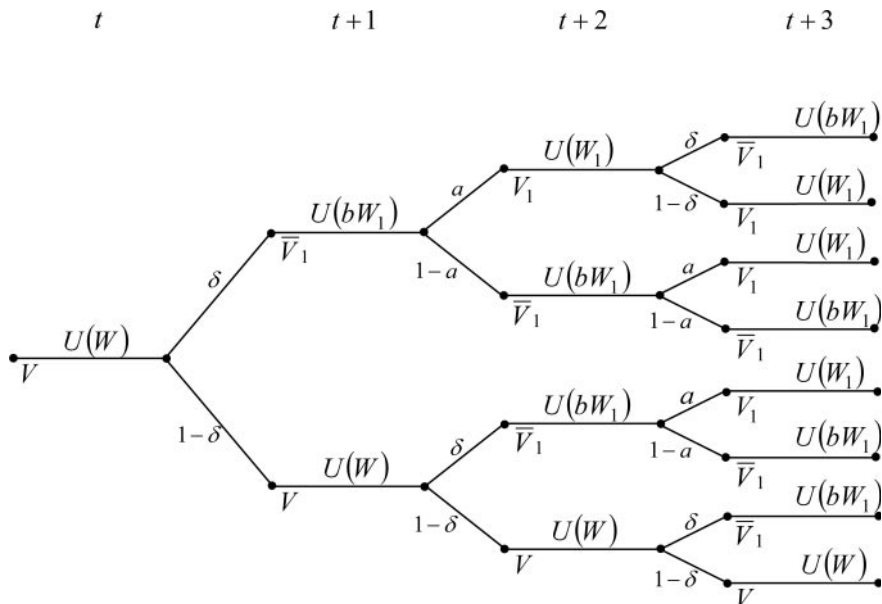 t t+1 t+2 t+3
δ U(bW₁)
V̅₁
U(W₁)
a V₁ 1−δ U(W₁)
V₁
U(bW₁)
V̅₁ a U(W₁)
1−a V₁
δ U(bW₁)
V̅₁ 1−a U(bW₁)
V̅₁
U(W)
V
a U(W₁)
U(bW₁) V₁
1−δ δ V̅₁ 1−a U(bW₁)
V̅₁
U(W)
V δ U(bW₁)
1−δ U(W) V̅₁
V 1−δ U(W)
V